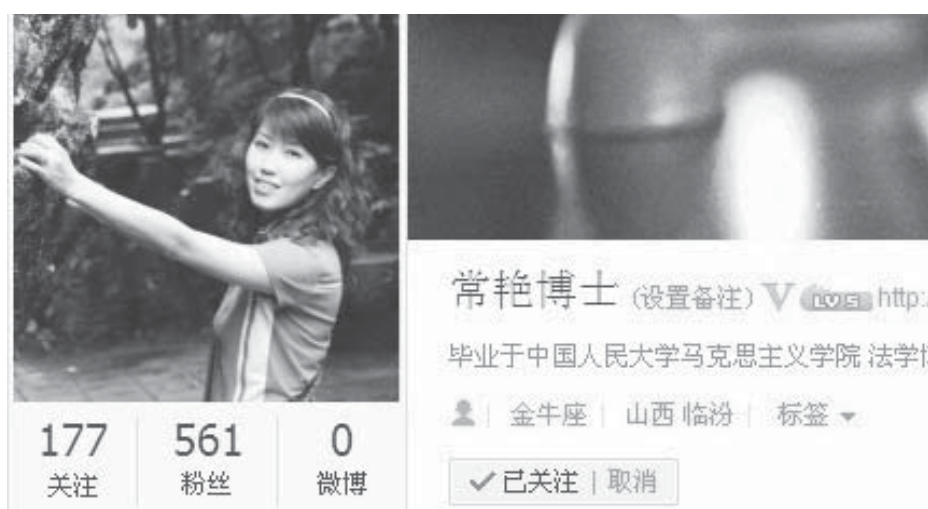 常艳博士 (设置备注) V LV5 http:/
毕业于中国人民大学马克思主义学院 法学
金牛座 | 山西 临汾 | 标签
177 561 0
关注 粉丝 微博
已关注 | 取消